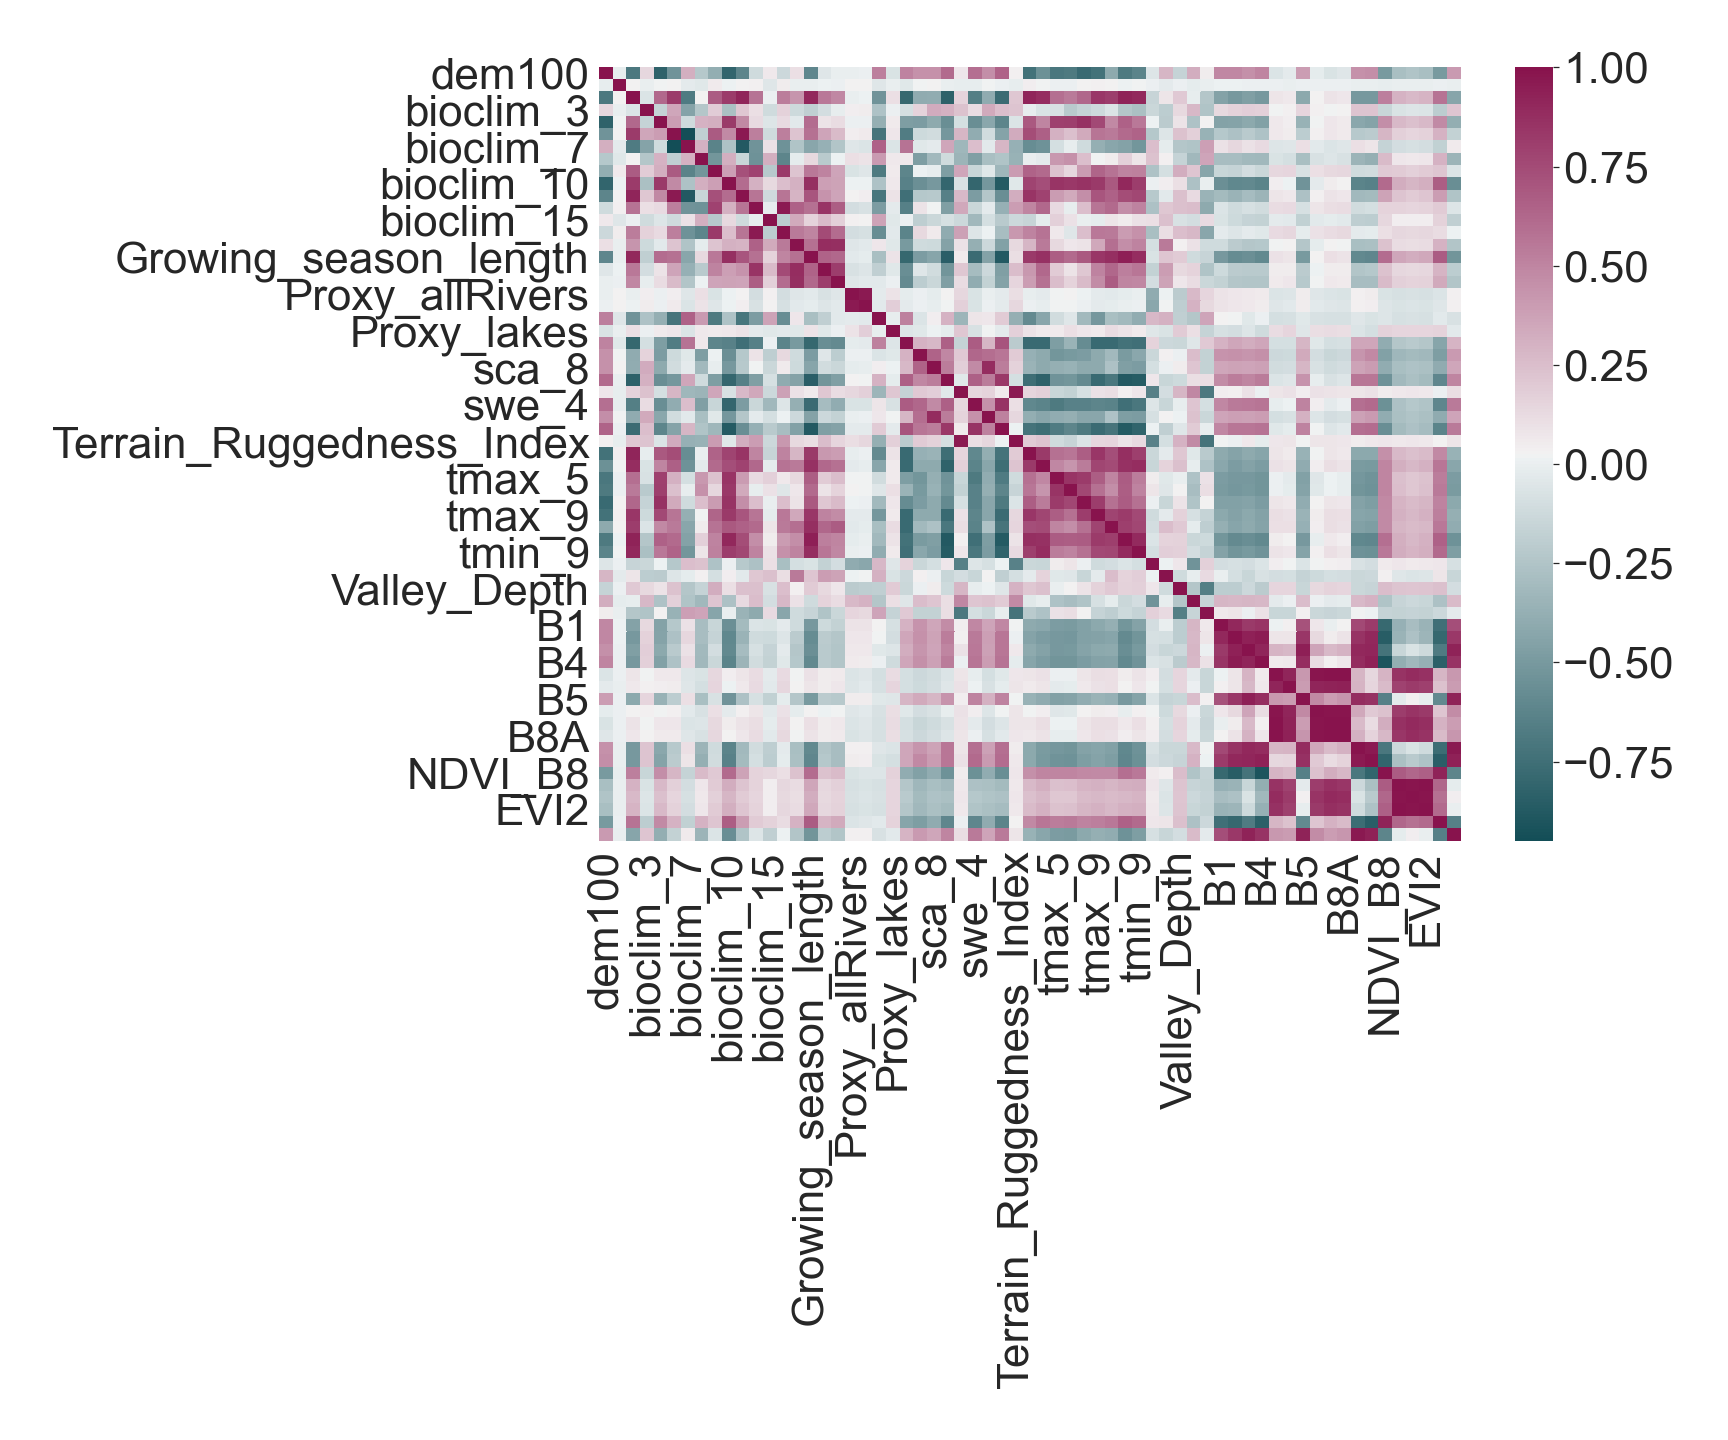 dem100
bioclim_3
bioclim_7
bioclim_10
bioclim_15
Growing_season_length
Proxy_allRivers
Proxy_lakes
sca_8
swe_4
Terrain_Ruggedness_Index
tmax_5
tmax_9
tmin_9
Valley_Depth
B1
B4
B5
B8A
NDVI_B8
EVI2
dem100
bioclim_3
bioclim_7
bioclim_10
bioclim_15
Growing_season_length
Proxy_allRivers
Proxy_lakes
sca_8
swe_4
Terrain_Ruggedness_Index
tmax_5
tmax_9
tmin_9
Valley_Depth
B1
B4
B5
B8A
NDVI_B8
EVI2
1.00
0.75
0.50
0.25
0.00
−0.25
−0.50
−0.75